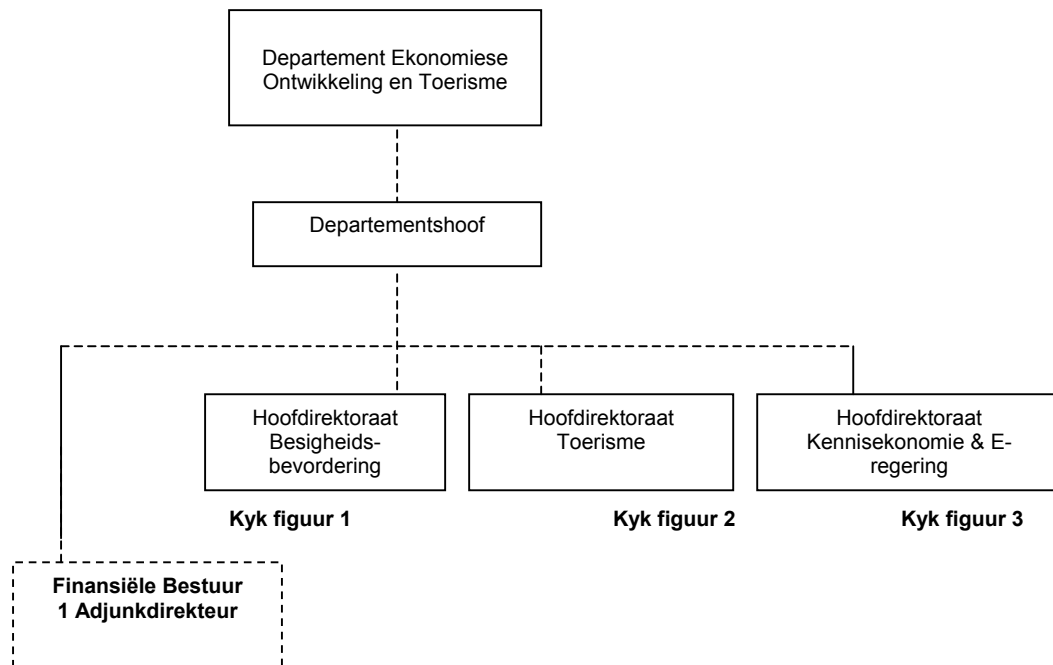 Departement Ekonomiese
Ontwikkeling en Toerisme
Departementshoof
Hoofdirektoraat
Besigheids-
bevordering
Hoofdirektoraat
Toerisme
Hoofdirektoraat
Kennisekonomie & E-
regering
Kyk figuur 1
Kyk figuur 2
Kyk figuur 3
Finansiële Bestuur
1 Adjunkdirekteur